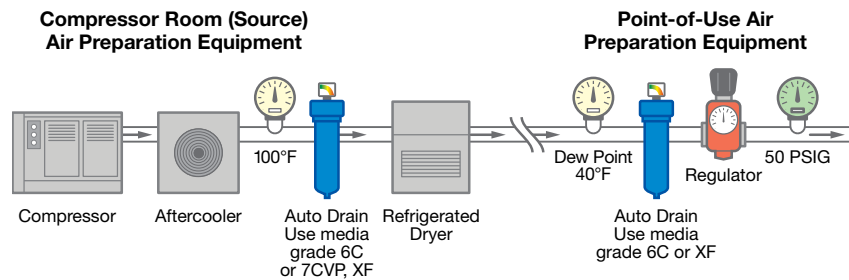 Compressor Room (Source)
Air Preparation Equipment
Point-of-Use Air
Preparation Equipment
100°F
Dew Point
40°F
Regulator
50 PSIG
Compressor
Aftercooler
Auto Drain
Use media
grade 6C
or 7CVP, XF
Refrigerated
Dryer
Auto Drain
Use media
grade 6C or XF